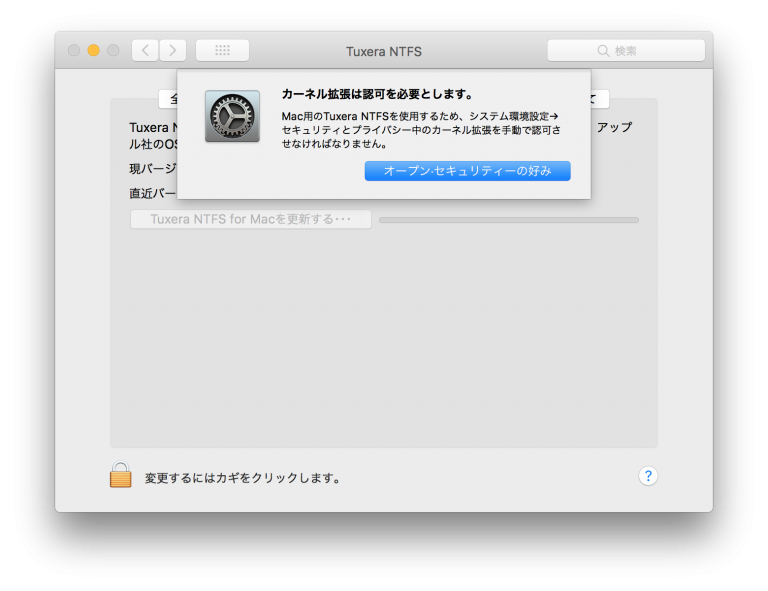 Tuxera NTFS
検索
カーネル拡張は認可を必要とします。
Mac用のTuxera NTFSを使用するため、システム環境設定→
セキュリティとプライバシー中のカーネル拡張を手動で認可さ
せなければなりません。
オープン·セキュリティーの好み
全
て
Tuxera N
アップ
ル社のOS
現バージ
直近バー
Tuxera NTFS for Macを更新する···
変更するにはカギをクリックします。
?